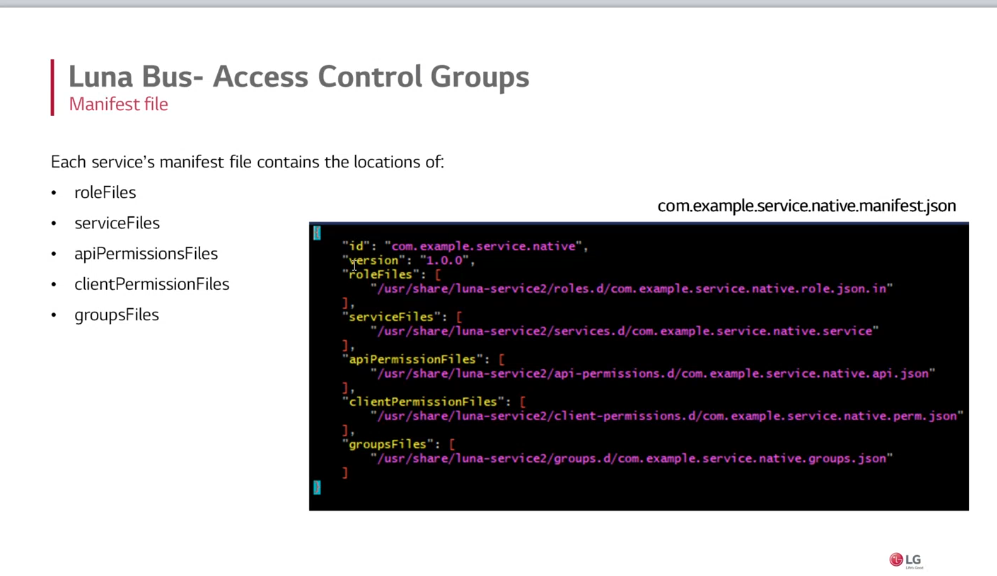 Luna Bus- Access Control Groups
Manifest file
Each service's manifest file contains the locations of:
• roleFiles
• serviceFiles
• apiPermissionsFiles
• clientPermissionFiles
• groupsFiles
com.example.service.native.manifest.json
{
"id": "com.example.service.native",
"version": "1.0.0",
"roleFiles": [
"/usr/share/luna-service2/roles.d/com.example.service.native.role.json.in"
],
"serviceFiles": [
"/usr/share/luna-service2/services.d/com.example.service.native.service"
],
"apiPermissionFiles": [
"/usr/share/luna-service2/api-permissions.d/com.example.service.native.api.json"
],
"clientPermissionFiles": [
"/usr/share/luna-service2/client-permissions.d/com.example.service.native.perm.json"
],
"groupsFiles": [
"/usr/share/luna-service2/groups.d/com.example.service.native.groups.json"
]
}
LG